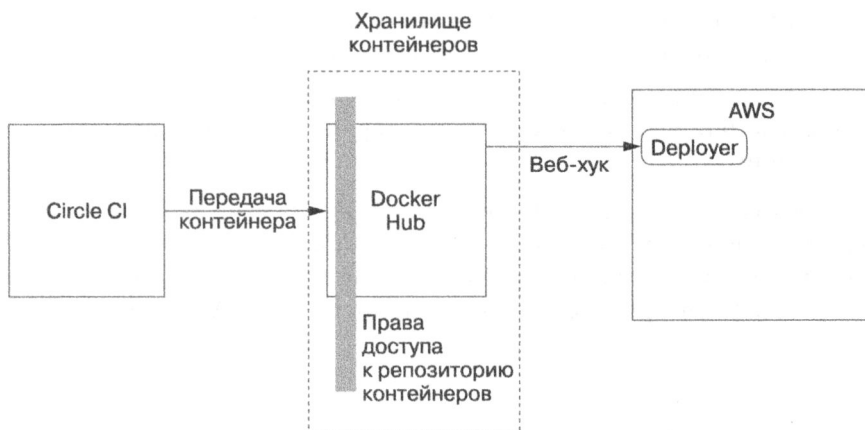 Хранилище
контейнеров
AWS
Deployer
Веб-хук
Circle CI
Передача
контейнера
Docker
Hub
Права
доступа
к репозиторию
контейнеров